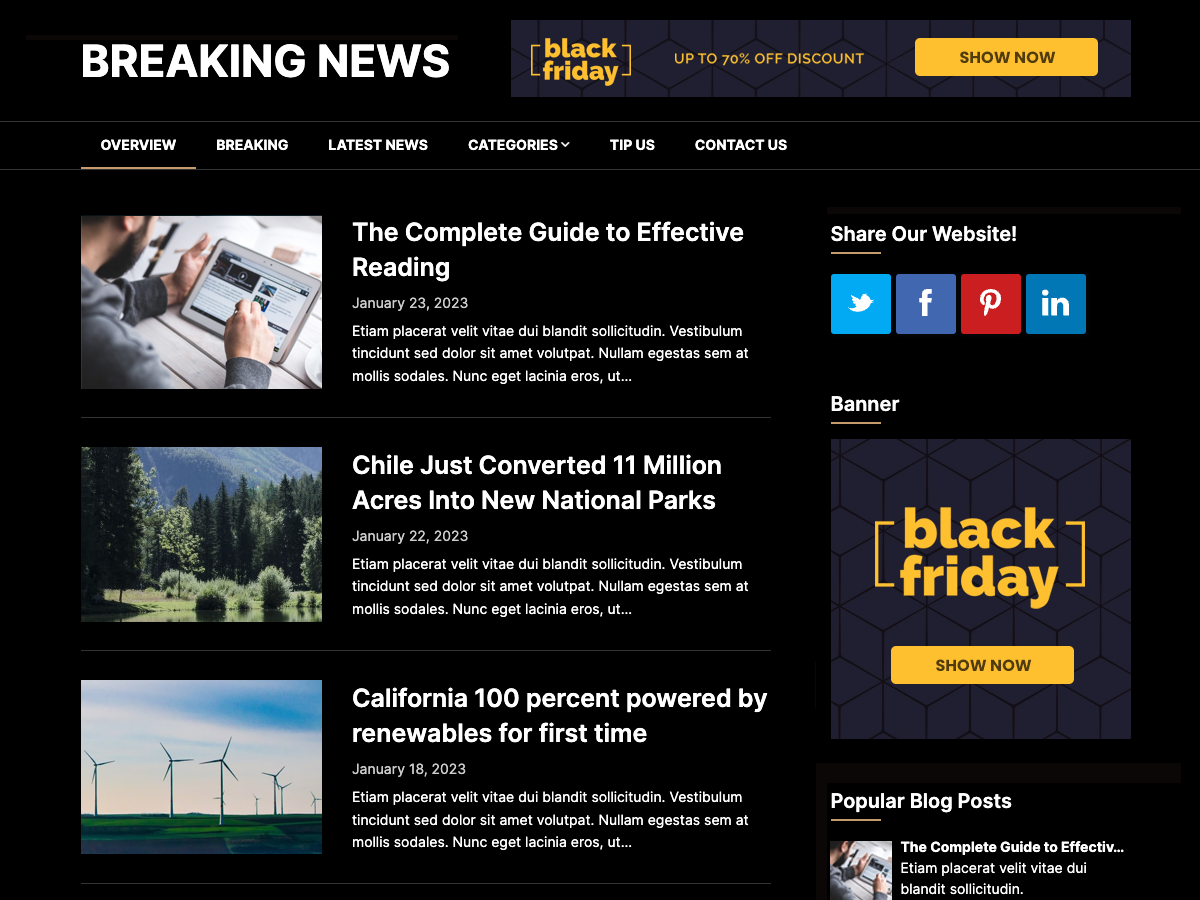 BREAKING NEWS
black
friday
UP TO 70% OFF DISCOUNT
SHOW NOW
OVERVIEW
BREAKING
LATEST NEWS
CATEGORIES
TIP US
CONTACT US
The Complete Guide to Effective
Reading
January 23, 2023
Etiam placerat velit vitae dui blandit sollicitudin. Vestibulum
tincidunt sed dolor sit amet volutpat. Nullam egestas sem at
mollis sodales. Nunc eget lacinia eros, ut...
Chile Just Converted 11 Million
Acres Into New National Parks
January 22, 2023
Etiam placerat velit vitae dui blandit sollicitudin. Vestibulum
tincidunt sed dolor sit amet volutpat. Nullam egestas sem at
mollis sodales. Nunc eget lacinia eros, ut...
California 100 percent powered by
renewables for first time
January 18, 2023
Etiam placerat velit vitae dui blandit sollicitudin. Vestibulum
tincidunt sed dolor sit amet volutpat. Nullam egestas sem at
mollis sodales. Nunc eget lacinia eros, ut...
Share Our Website!
f
in
Banner
black
friday
SHOW NOW
Popular Blog Posts
The Complete Guide to Effectiv...
Etiam placerat velit vitae dui
blandit sollicitudin.